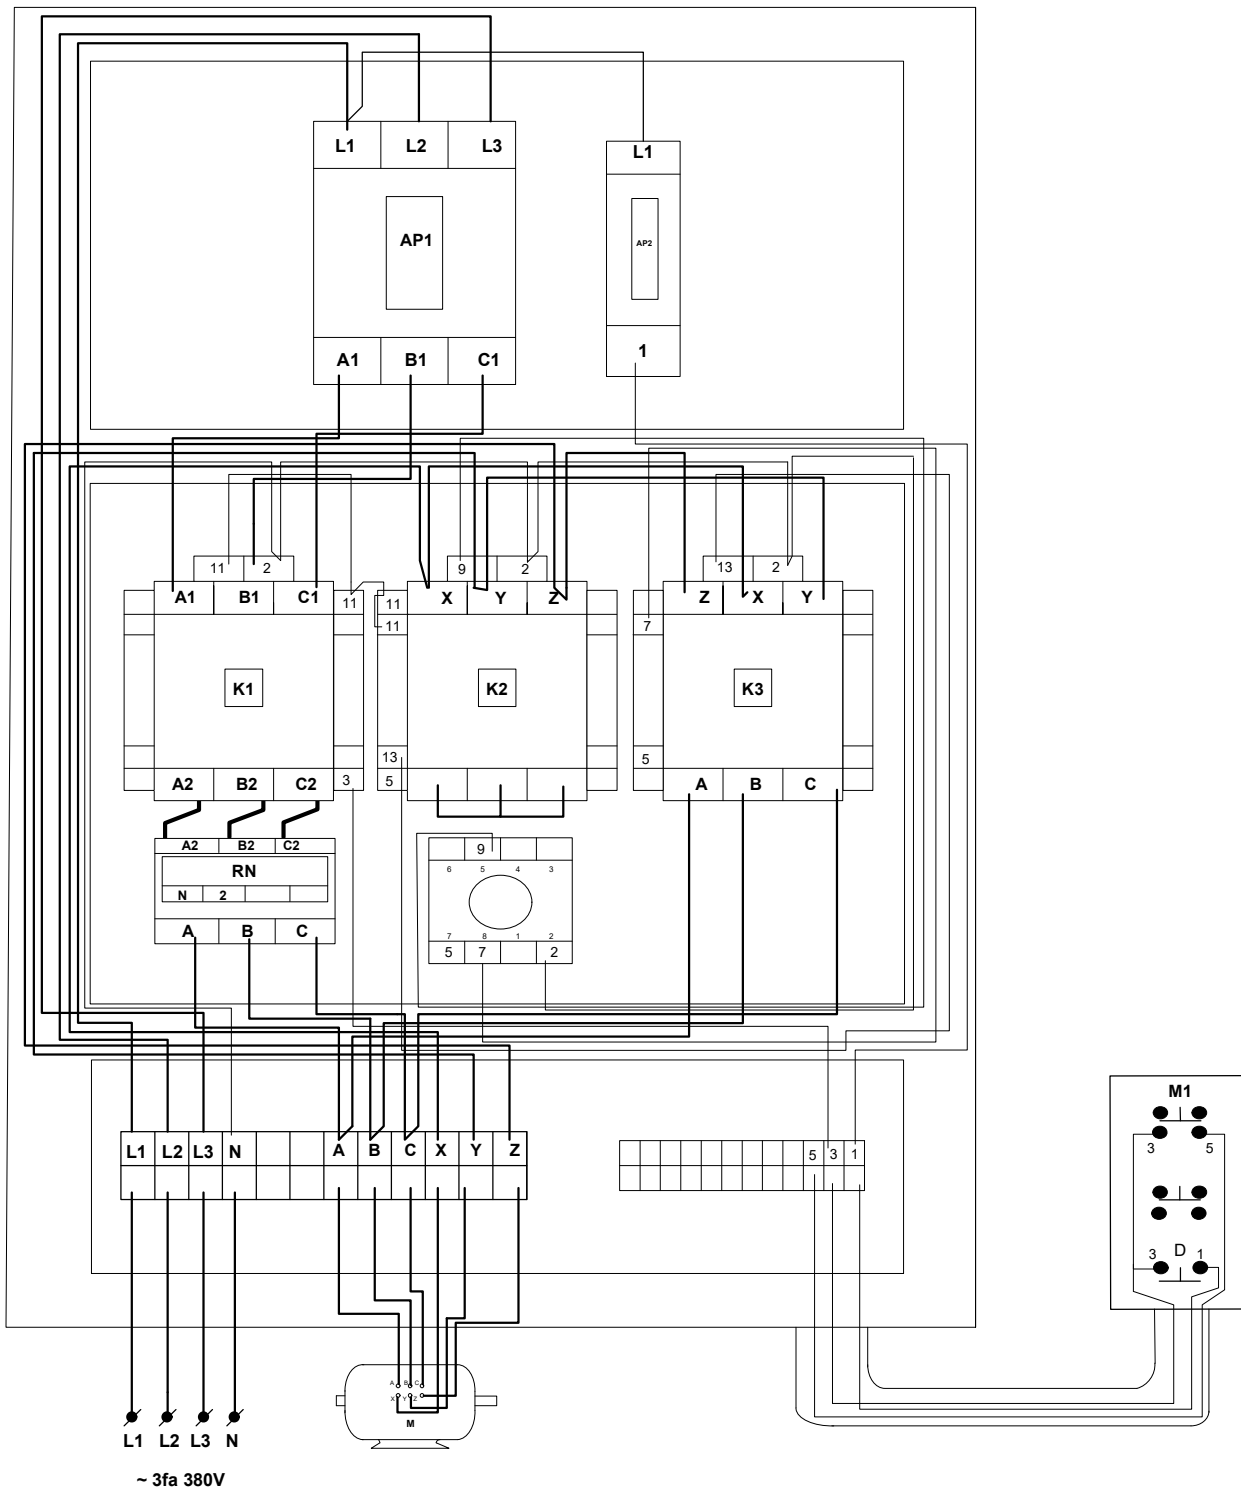 L1 L2 L3
L1
AP1
AP2
A1 B1 C1
1
11 2
9 2
13 2
A1 B1 C1
11
11
X Y Z
Z X Y
11
7
K1
K2
K3
13
5
A2 B2 C2
3
5
A B C
A2 B2 C2
RN
N 2
A B C
9
6 5 4 3
7 8 1 2
5 7 2
L1 L2 L3 N A B C X Y Z
5 3 1
M1
3 5
3 D 1
A B C
X Y Z
M
L1 L2 L3 N
~ 3fa 380V